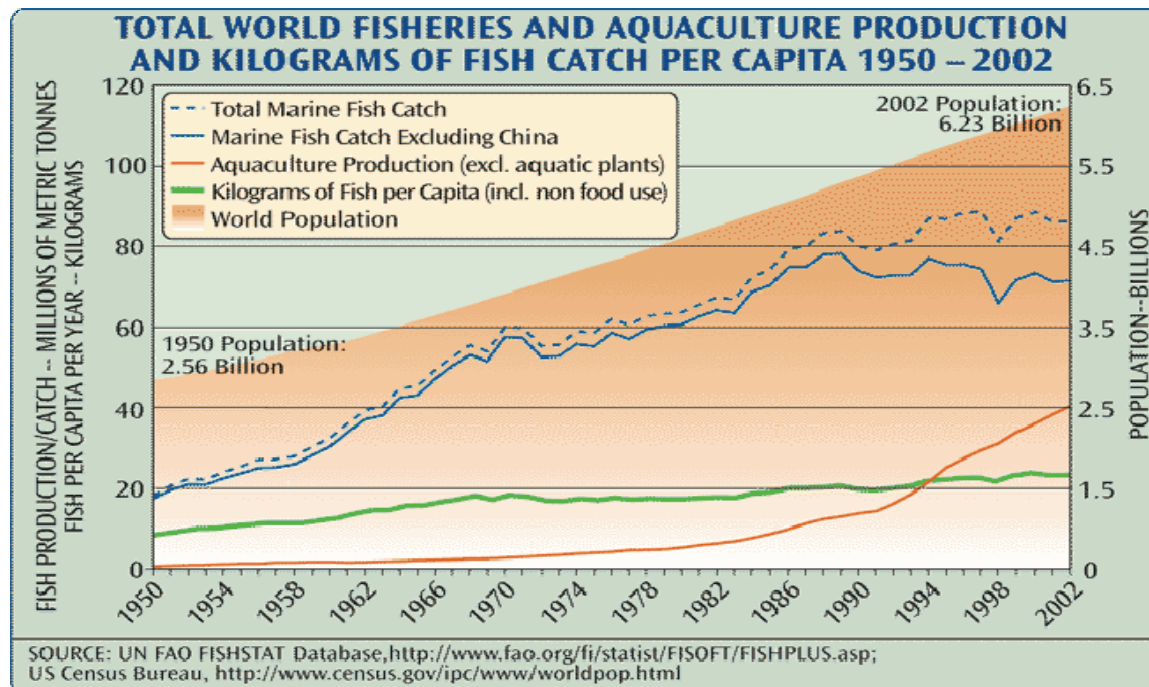 TOTAL WORLD FISHERIES AND AQUACULTURE PRODUCTION
AND KILOGRAMS OF FISH CATCH PER CAPITA 1950 – 2002
FISH PRODUCTION/CATCH -- MILLIONS OF METRIC TONNES
FISH PER CAPITA PER YEAR -- KILOGRAMS
120
100
80
60
40
20
0
Total Marine Fish Catch
Marine Fish Catch Excluding China
Aquaculture Production (excl. aquatic plants)
Kilograms of Fish per Capita (incl. non food use)
World Population
2002 Population:
6.23 Billion
1950 Population:
2.56 Billion
6.5
5.5
4.5
3.5
2.5
1.5
0
POPULATION--BILLIONS
1950
1954
1958
1962
1966
1970
1974
1978
1982
1986
1990
1994
1998
2002
SOURCE: UN FAO FISHSTAT Database,http://www.fao.org/fi/statist/FISOFT/FISHPLUS.asp;
US Census Bureau, http://www.census.gov/ipc/www/worldpop.html